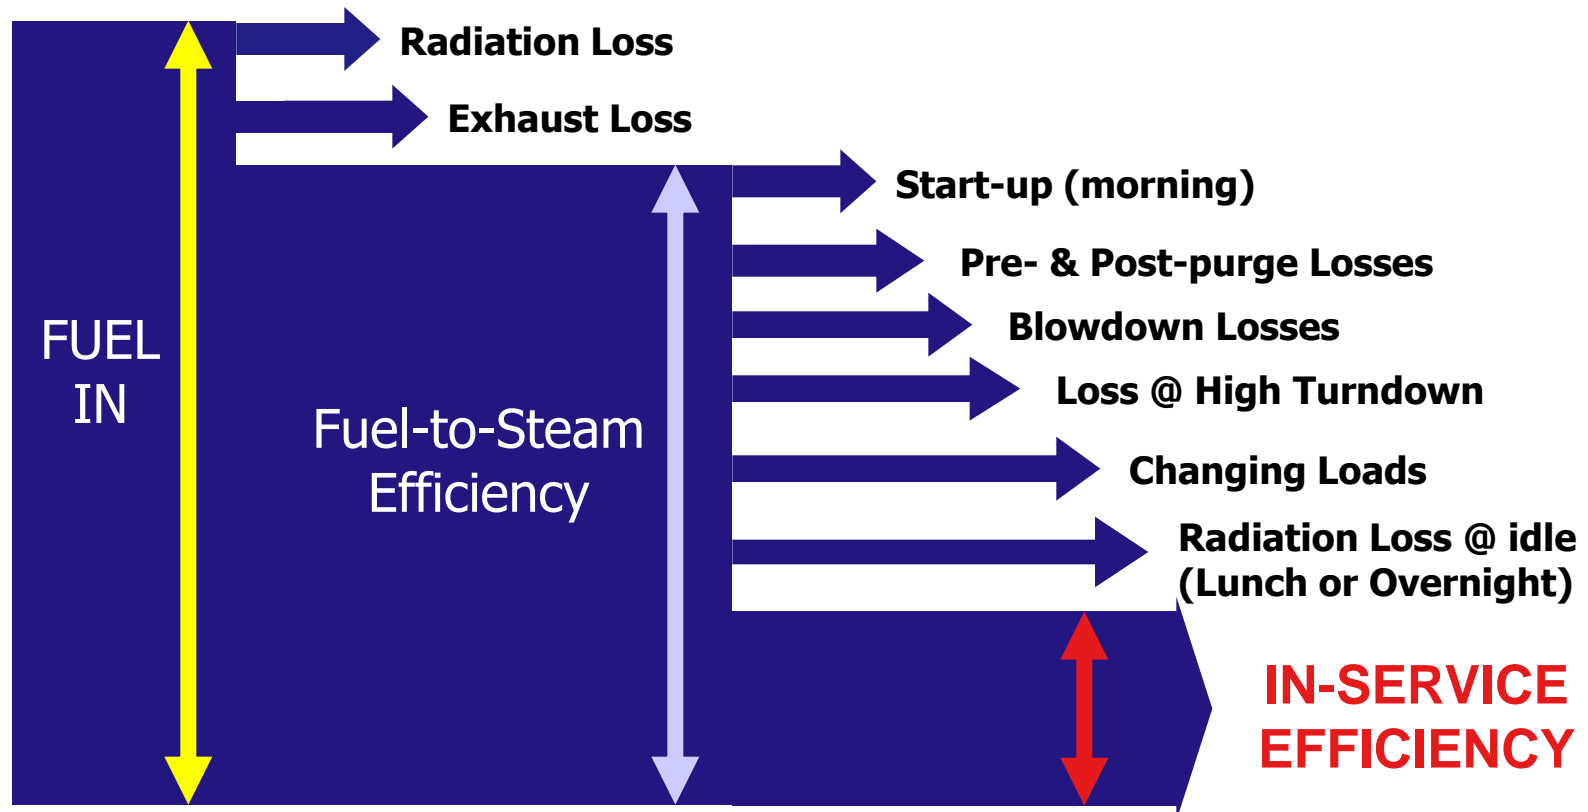 Radiation Loss
Exhaust Loss
Start-up (morning)
Pre- & Post-purge Losses
Blowdown Losses
FUEL
IN
Loss @ High Turndown
Fuel-to-Steam
Efficiency
Changing Loads
Radiation Loss @ idle
(Lunch or Overnight)
IN-SERVICE
EFFICIENCY